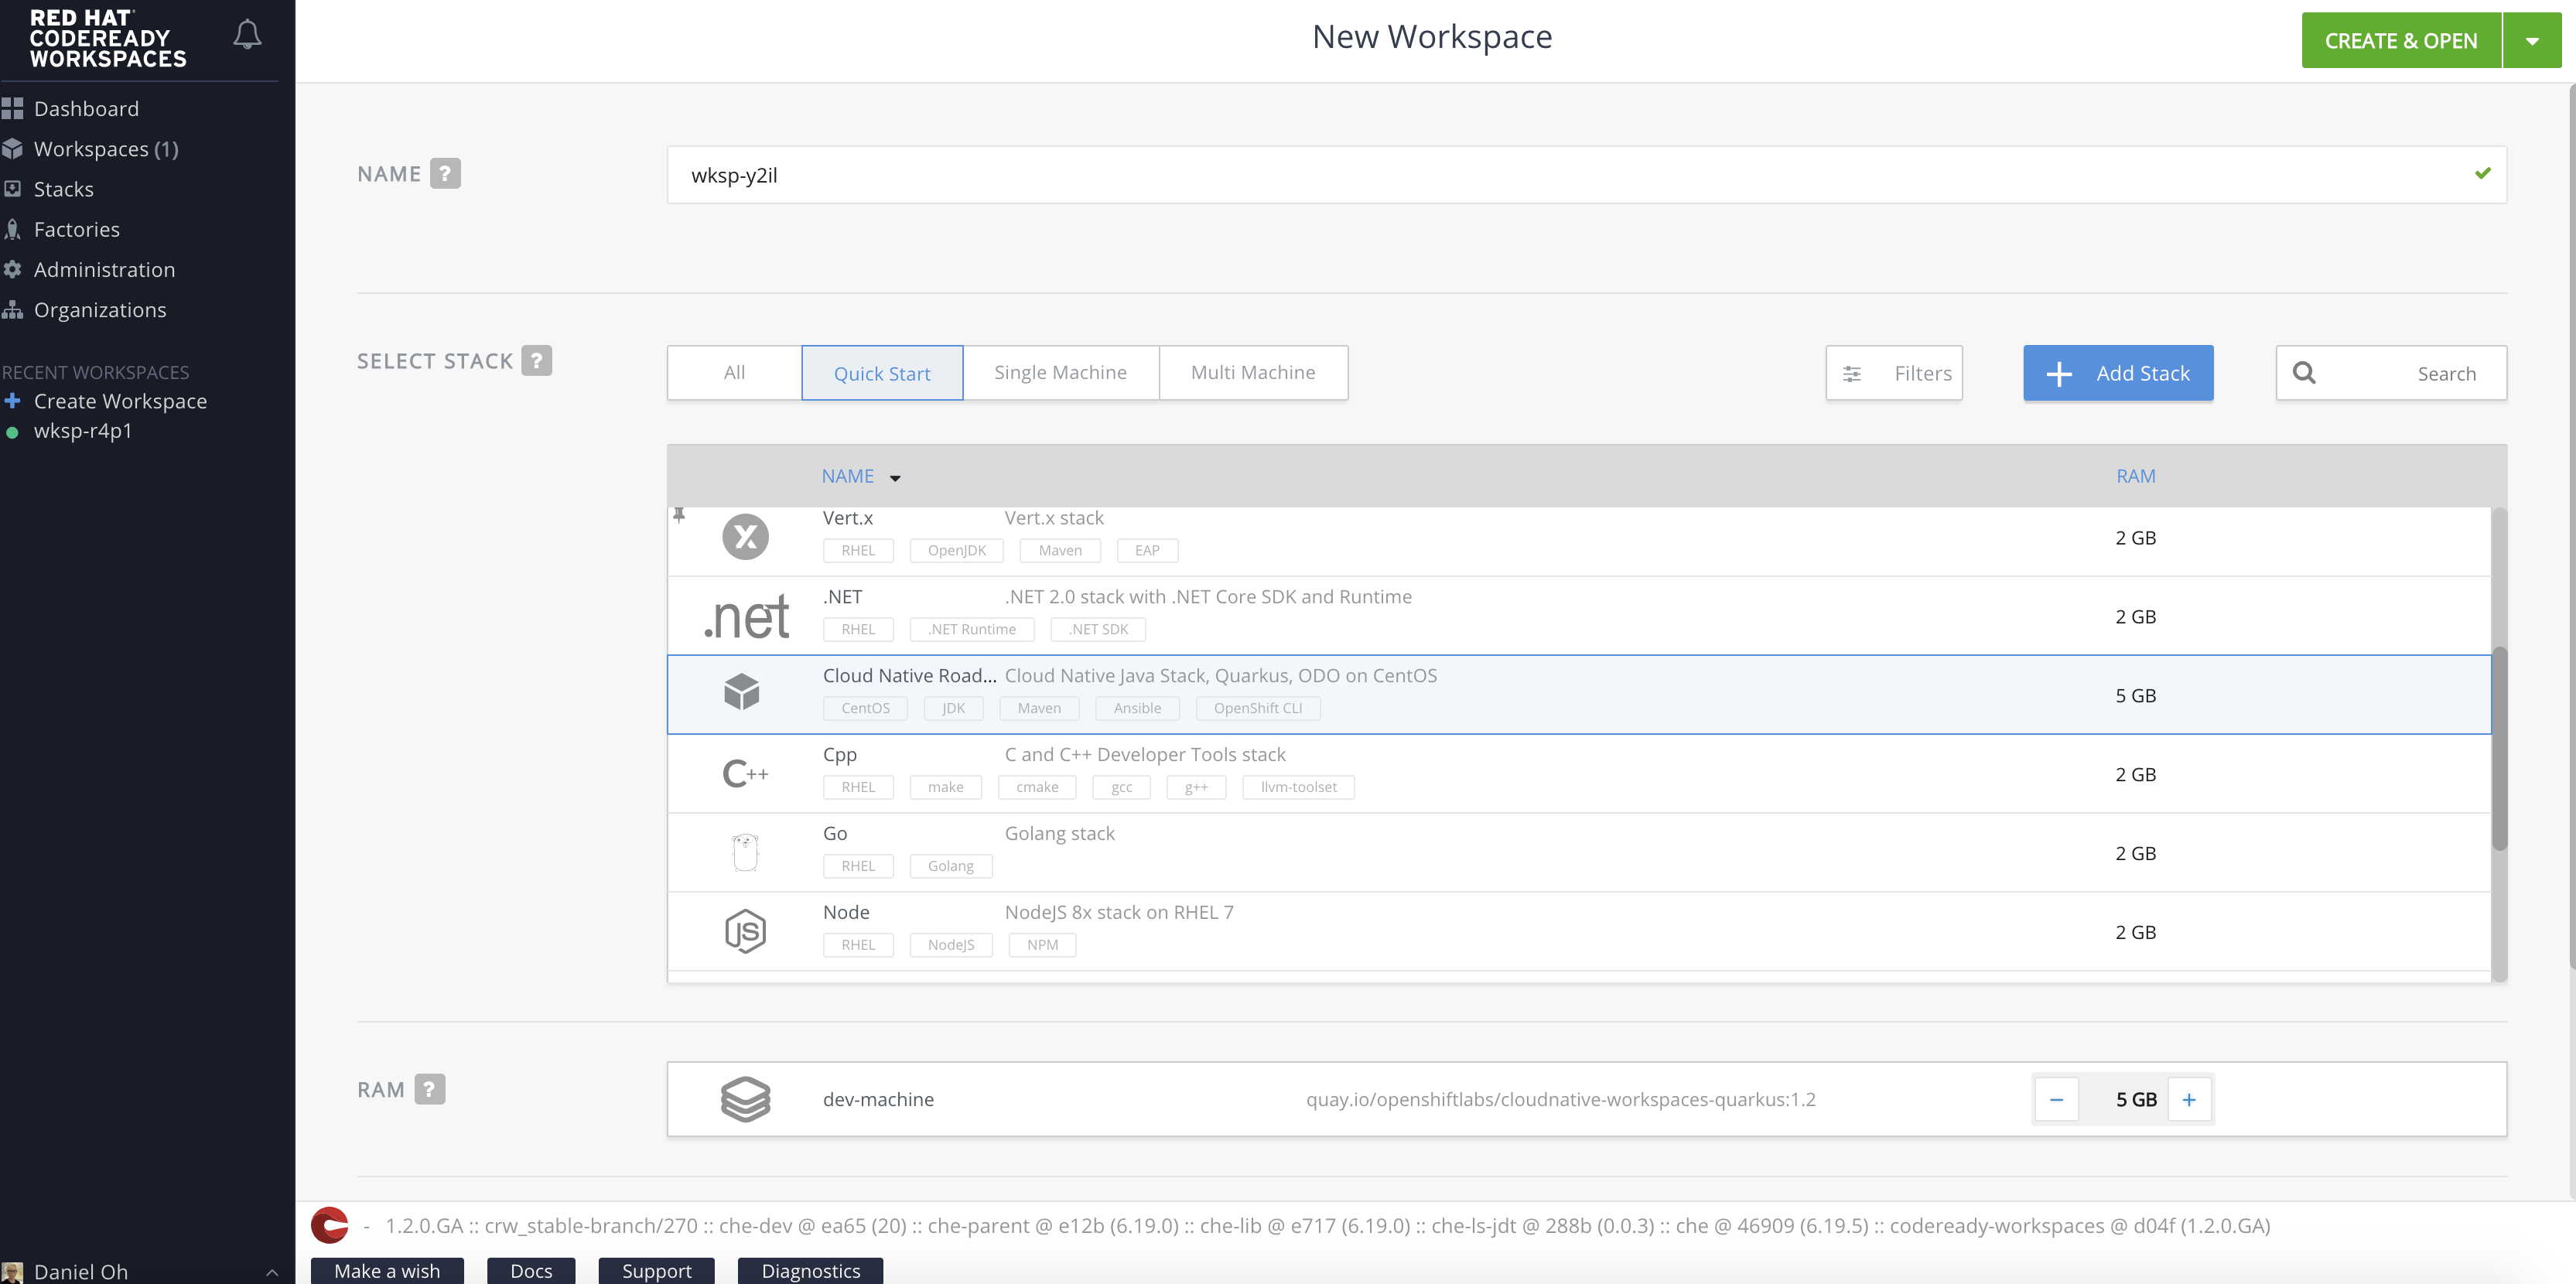 RED HAT
CODEREADY
WORKSPACES
Dashboard
Workspaces (1)
Stacks
Factories
Administration
Organizations
RECENT WORKSPACES
Create Workspace
wksp-r4p1
Daniel Oh
New Workspace
CREATE & OPEN
NAME ?
wksp-y2il
SELECT STACK ?
All Quick Start Single Machine Multi Machine
Filters Add Stack Search
NAME RAM
Vert.x Vert.x stack
2 GB
RHEL OpenJDK Maven EAP
.net
.NET .NET 2.0 stack with .NET Core SDK and Runtime
2 GB
RHEL .NET Runtime .NET SDK
Cloud Native Road... Cloud Native Java Stack, Quarkus, ODO on CentOS
5 GB
CentOS JDK Maven Ansible OpenShift CLI
C++
Cpp C and C++ Developer Tools stack
2 GB
RHEL make cmake gcc g++ llvm-toolset
Go Golang stack
2 GB
RHEL Golang
JS
Node NodeJS 8x stack on RHEL 7
2 GB
RHEL NodeJS NPM
RAM ?
dev-machine quay.io/openshiftlabs/cloudnative-workspaces-quarkus:1.2 − 5 GB +
- 1.2.0.GA :: crw_stable-branch/270 :: che-dev @ ea65 (20) :: che-parent @ e12b (6.19.0) :: che-lib @ e717 (6.19.0) :: che-ls-jdt @ 288b (0.0.3) :: che @ 46909 (6.19.5) :: codeready-workspaces @ d04f (1.2.0.GA)
Make a wish Docs Support Diagnostics